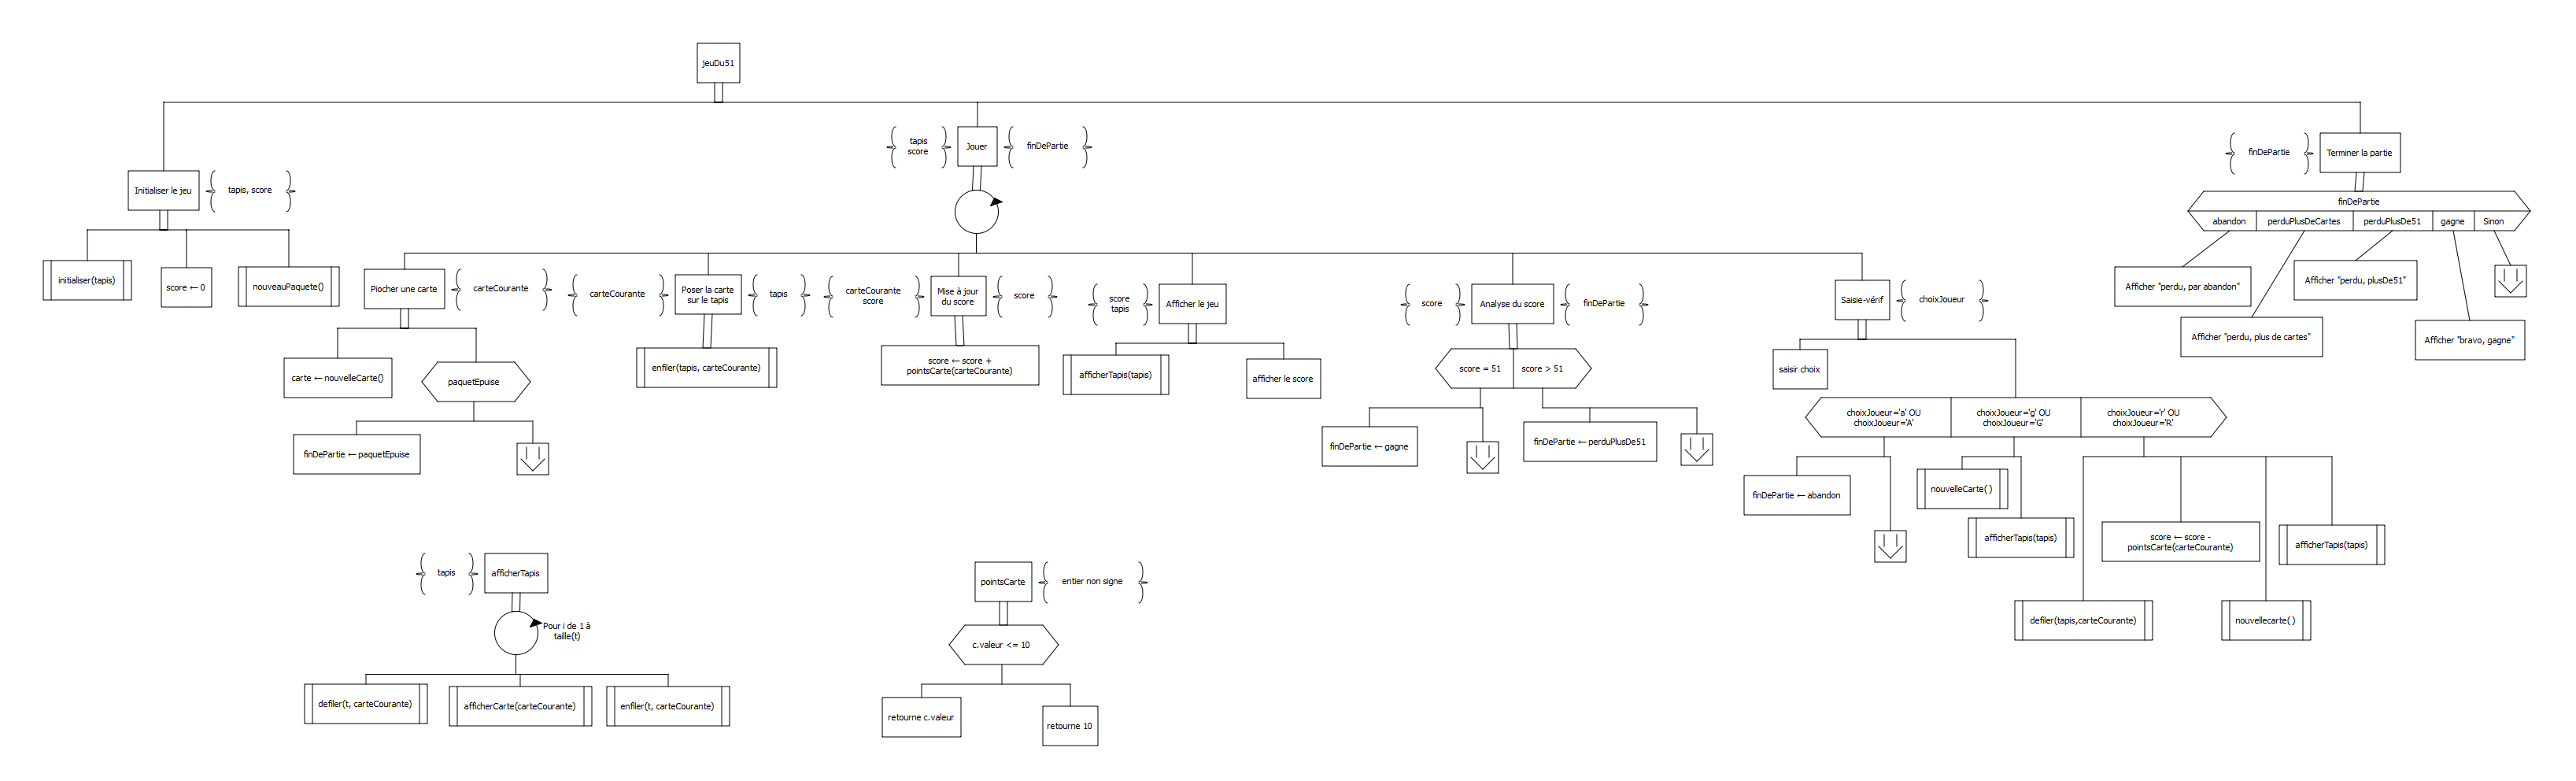 jeuDu51
Initialiser le jeu
tapis, score
initialiser(tapis)
score ← 0
nouveauPaquete()
tapis
score
Jouer
finDePartie
Piocher une carte
carteCourante
carte ← nouvelleCarte()
paquetEpuise
finDePartie ← paquetEpuise
carteCourante
Poser la carte
sur le tapis
tapis
enfiler(tapis, carteCourante)
carteCourante
score
Mise à jour
du score
score
score ← score +
pointsCarte(carteCourante)
score
tapis
Afficher le jeu
afficherTapis(tapis)
afficher le score
score
Analyse du score
finDePartie
score = 51
score > 51
finDePartie ← gagne
finDePartie ← perduPlusDe51
Saisie-vérif
choixJoueur
saisir choix
choixJoueur='a' OU
choixJoueur='A'
choixJoueur='g' OU
choixJoueur='G'
choixJoueur='r' OU
choixJoueur='R'
finDePartie ← abandon
nouvelleCarte( )
afficherTapis(tapis)
defiler(tapis,carteCourante)
score ← score -
pointsCarte(carteCourante)
nouvellecarte( )
afficherTapis(tapis)
finDePartie
Terminer la partie
finDePartie
abandon
perduPlusDeCartes
perduPlusDe51
gagne
Sinon
Afficher "perdu, par abandon"
Afficher "perdu, plus de cartes"
Afficher "perdu, plusDe51"
Afficher "bravo, gagne"
tapis
afficherTapis
Pour i de 1 à
taille(t)
defiler(t, carteCourante)
afficherCarte(carteCourante)
enfiler(t, carteCourante)
pointsCarte
entier non signe
c.valeur <= 10
retourne c.valeur
retourne 10